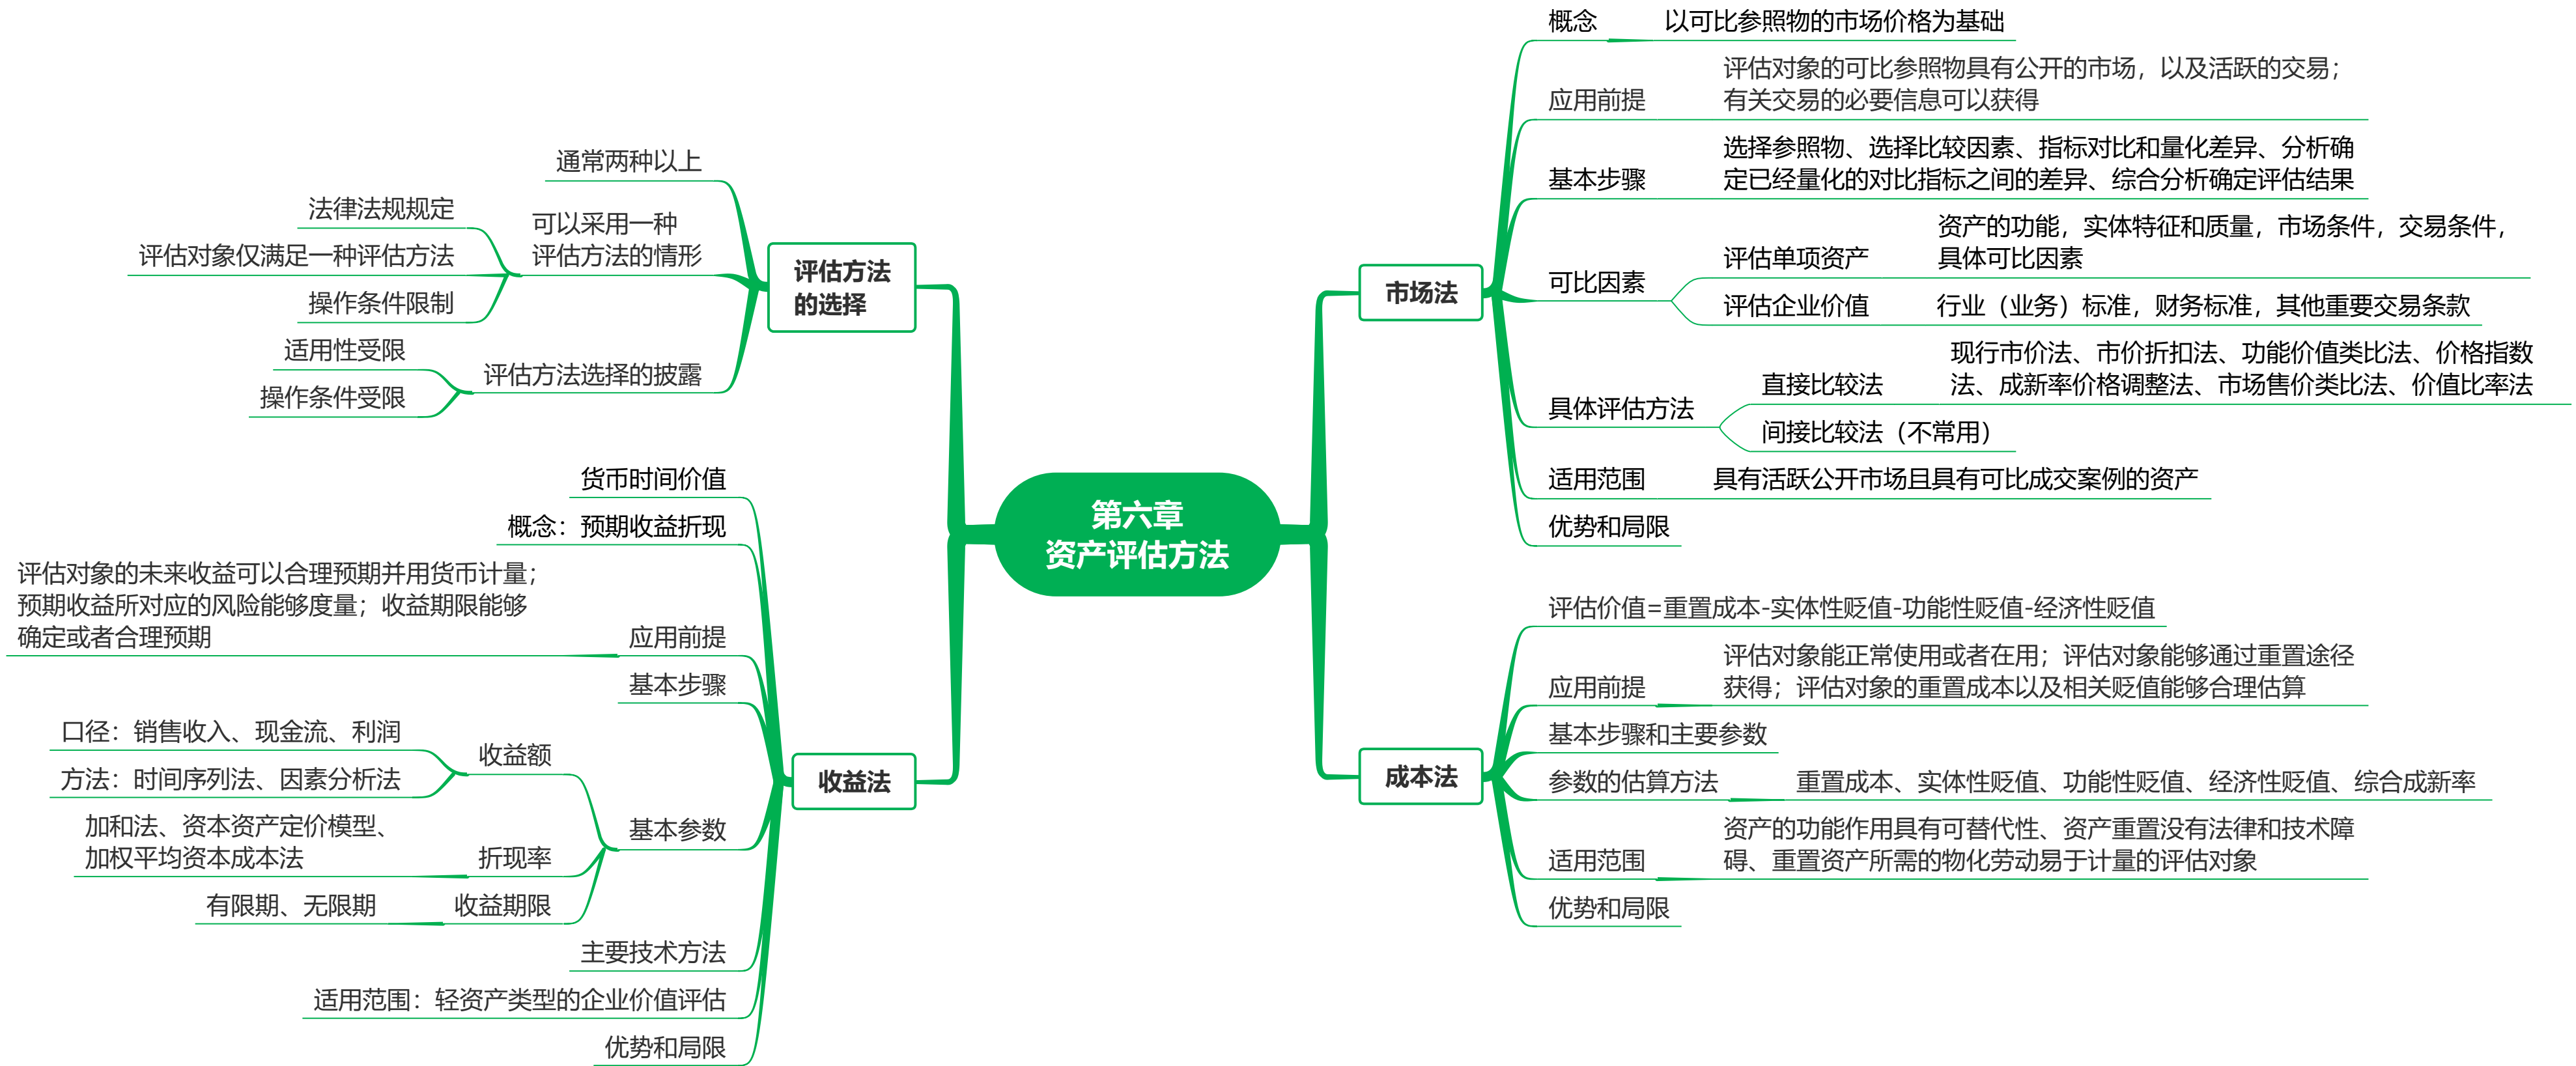 第六章
资产评估方法
市场法
概念
以可比参照物的市场价格为基础
应用前提
评估对象的可比参照物具有公开的市场，以及活跃的交易；
有关交易的必要信息可以获得
基本步骤
选择参照物、选择比较因素、指标对比和量化差异、分析确
定已经量化的对比指标之间的差异、综合分析确定评估结果
可比因素
评估单项资产
资产的功能，实体特征和质量，市场条件，交易条件，
具体可比因素
评估企业价值
行业（业务）标准，财务标准，其他重要交易条款
具体评估方法
直接比较法
现行市价法、市价折扣法、功能价值类比法、价格指数
法、成新率价格调整法、市场售价类比法、价值比率法
间接比较法（不常用）
适用范围
具有活跃公开市场且具有可比成交案例的资产
优势和局限
成本法
评估价值=重置成本-实体性贬值-功能性贬值-经济性贬值
应用前提
评估对象能正常使用或者在用；评估对象能够通过重置途径
获得；评估对象的重置成本以及相关贬值能够合理估算
基本步骤和主要参数
参数的估算方法
重置成本、实体性贬值、功能性贬值、经济性贬值、综合成新率
适用范围
资产的功能作用具有可替代性、资产重置没有法律和技术障
碍、重置资产所需的物化劳动易于计量的评估对象
优势和局限
评估方法
的选择
通常两种以上
可以采用一种
评估方法的情形
法律法规规定
评估对象仅满足一种评估方法
操作条件限制
评估方法选择的披露
适用性受限
操作条件受限
收益法
货币时间价值
概念：预期收益折现
应用前提
评估对象的未来收益可以合理预期并用货币计量；
预期收益所对应的风险能够度量；收益期限能够
确定或者合理预期
基本步骤
基本参数
收益额
口径：销售收入、现金流、利润
方法：时间序列法、因素分析法
折现率
加和法、资本资产定价模型、
加权平均资本成本法
收益期限
有限期、无限期
主要技术方法
适用范围：轻资产类型的企业价值评估
优势和局限